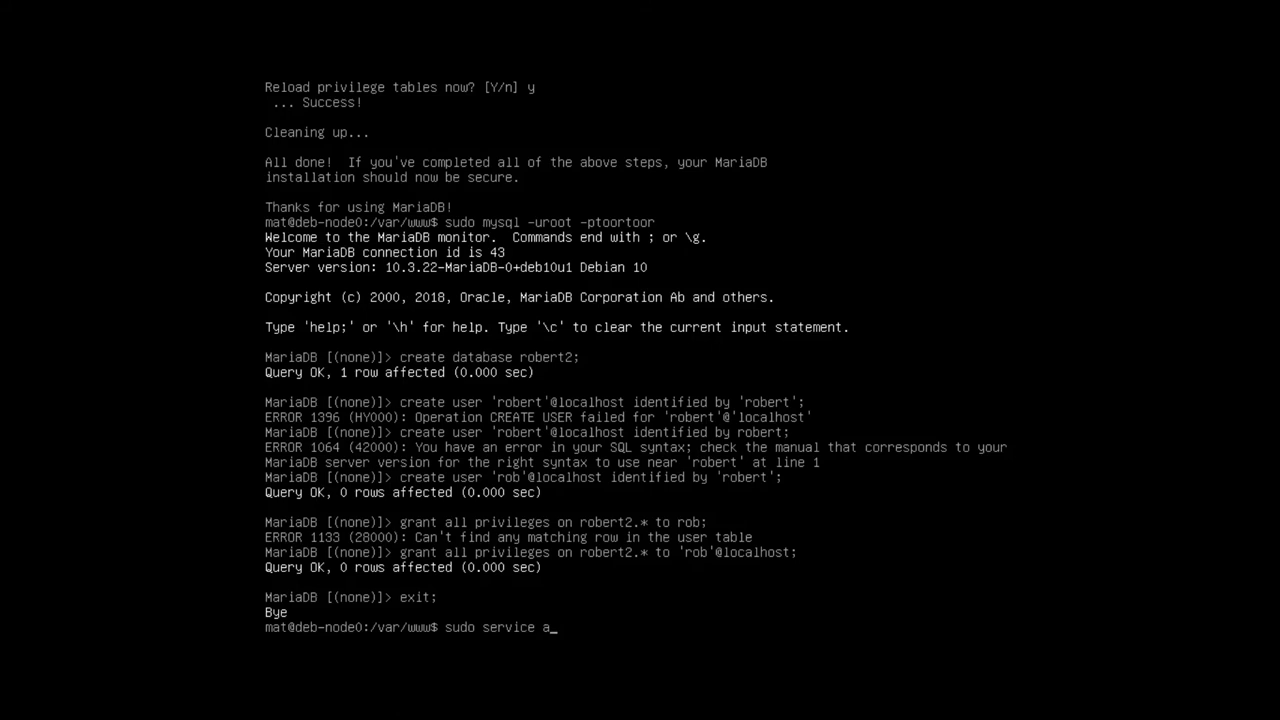 Reload privilege tables now? [Y/n] y
 ... Success!
Cleaning up...
All done!  If you've completed all of the above steps, your MariaDB
installation should now be secure.
Thanks for using MariaDB!
mat@deb-node0:/var/www$ sudo mysql -uroot -ptoortoor
Welcome to the MariaDB monitor.  Commands end with ; or \g.
Your MariaDB connection id is 43
Server version: 10.3.22-MariaDB-0+deb10u1 Debian 10
Copyright (c) 2000, 2018, Oracle, MariaDB Corporation Ab and others.
Type 'help;' or '\h' for help. Type '\c' to clear the current input statement.
MariaDB [(none)]> create database robert2;
Query OK, 1 row affected (0.000 sec)
MariaDB [(none)]> create user 'robert'@localhost identified by 'robert';
ERROR 1396 (HY000): Operation CREATE USER failed for 'robert'@'localhost'
MariaDB [(none)]> create user 'robert'@localhost identified by robert;
ERROR 1064 (42000): You have an error in your SQL syntax; check the manual that corresponds to your
MariaDB server version for the right syntax to use near 'robert' at line 1
MariaDB [(none)]> create user 'rob'@localhost identified by 'robert';
Query OK, 0 rows affected (0.000 sec)
MariaDB [(none)]> grant all privileges on robert2.* to rob;
ERROR 1133 (28000): Can't find any matching row in the user table
MariaDB [(none)]> grant all privileges on robert2.* to 'rob'@localhost;
Query OK, 0 rows affected (0.000 sec)
MariaDB [(none)]> exit;
Bye
mat@deb-node0:/var/www$ sudo service a_